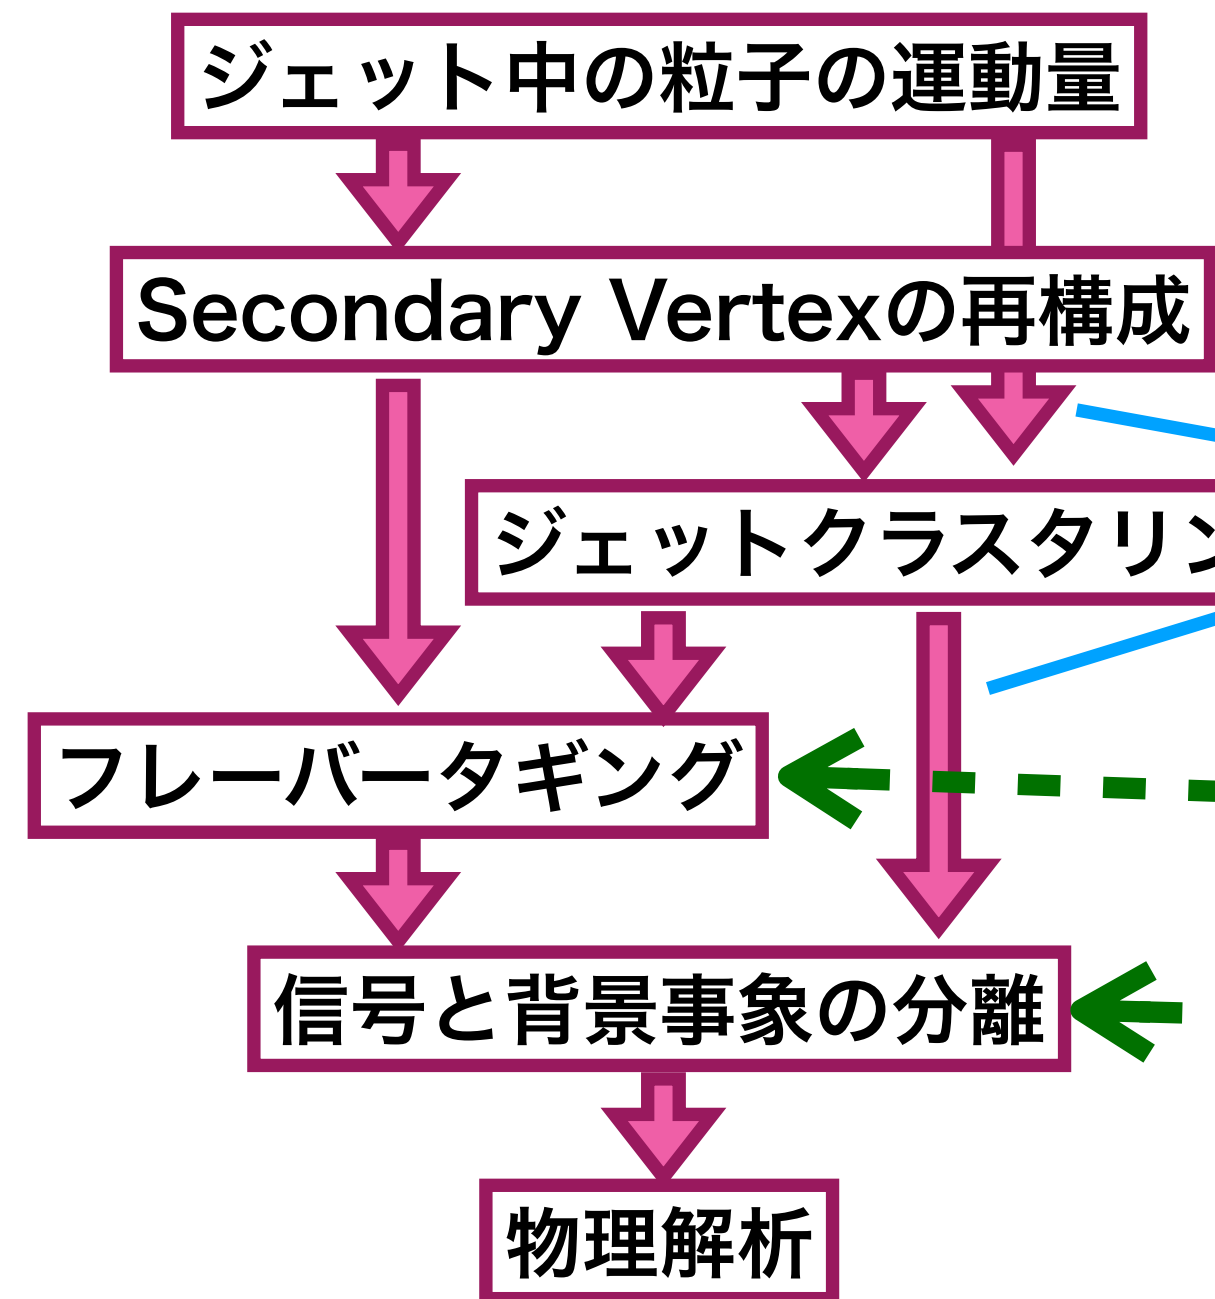 ジェット中の粒子の運動量
Secondary Vertexの再構成
ジェットクラスタリン
フレーバータギング
信号と背景事象の分離
物理解析